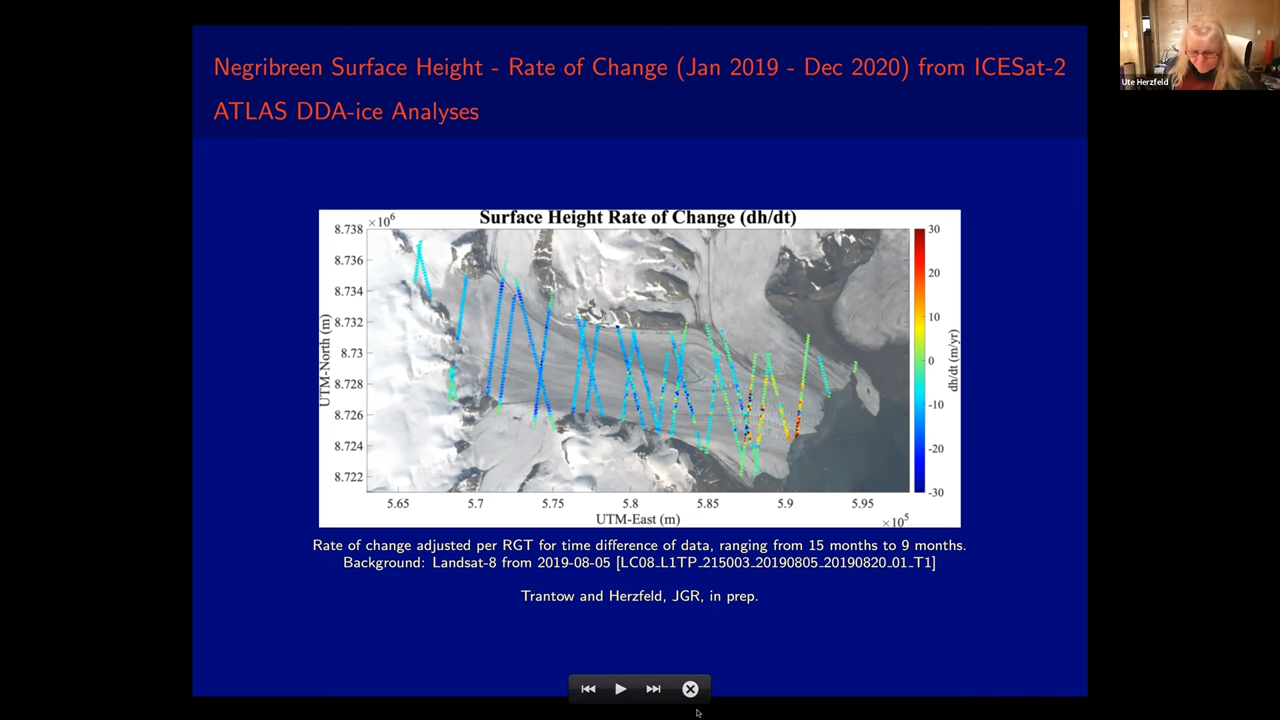 Negribreen Surface Height - Rate of Change (Jan 2019 - Dec 2020) from ICESat-2
ATLAS DDA-ice Analyses
Ute Herzfeld
Surface Height Rate of Change (dh/dt)
×10⁶
8.738
8.736
8.734
8.732
8.73
8.728
8.726
8.724
8.722
UTM-North (m)
5.65 5.7 5.75 5.8 5.85 5.9 5.95
UTM-East (m)
×10⁵
30
20
10
0
-10
-20
-30
dh/dt (m/yr)
Rate of change adjusted per RGT for time difference of data, ranging from 15 months to 9 months.
Background: Landsat-8 from 2019-08-05 [LC08_L1TP_215003_20190805_20190820_01_T1]
Trantow and Herzfeld, JGR, in prep.